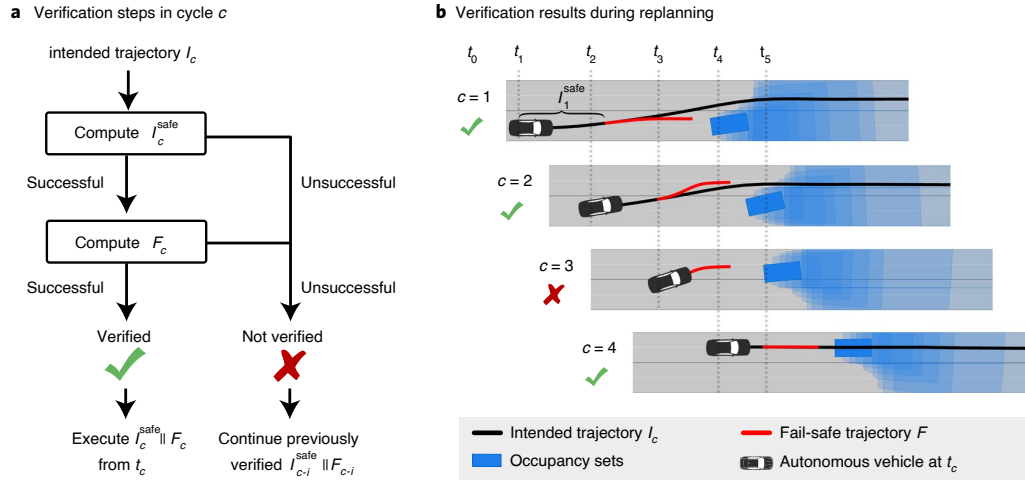 a Verification steps in cycle c
intended trajectory I_c
Compute I_c^safe
Successful
Unsuccessful
Compute F_c
Successful
Unsuccessful
Verified
Not verified
Execute I_c^safe || F_c
from t_c
Continue previously
verified I_c-i^safe || F_c-i
b Verification results during replanning
t_0 t_1 t_2 t_3 t_4 t_5
c = 1
I_1^safe
c = 2
c = 3
c = 4
Intended trajectory I_c
Fail-safe trajectory F
Occupancy sets
Autonomous vehicle at t_c